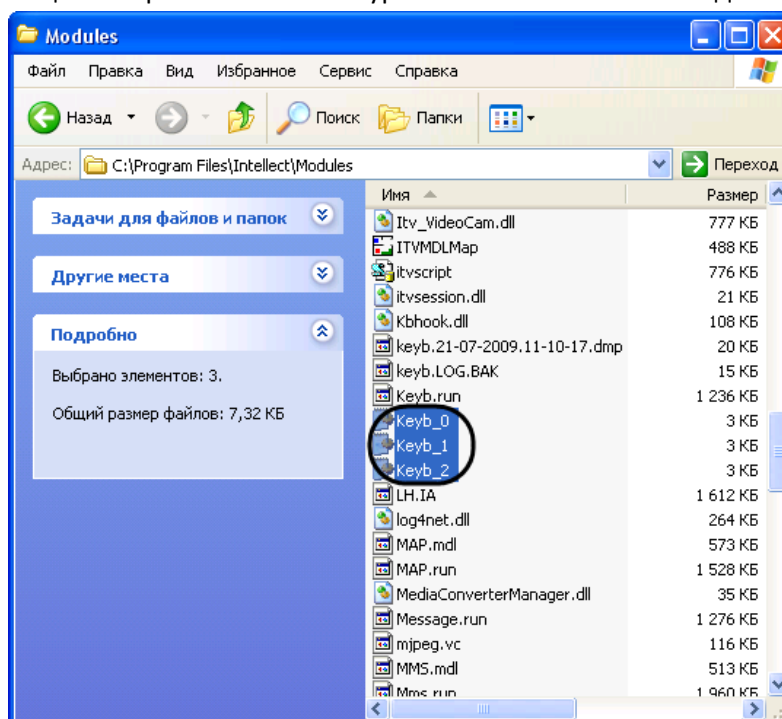 Modules
Файл Правка Вид Избранное Сервис Справка
Назад Поиск Папки
Адрес: C:\Program Files\Intellect\Modules Переход
Имя Размер
Задачи для файлов и папок
Другие места
Подробно
Выбрано элементов: 3.
Общий размер файлов: 7,32 КБ
Itv_VideoCam.dll 777 КБ
ITVMDLMap 488 КБ
itvscript 776 КБ
itvsession.dll 21 КБ
Kbhook.dll 108 КБ
keyb.21-07-2009.11-10-17.dmp 20 КБ
keyb.LOG.BAK 15 КБ
Keyb.run 1 236 КБ
Keyb_0 3 КБ
Keyb_1 3 КБ
Keyb_2 3 КБ
LH.IA 1 612 КБ
log4net.dll 264 КБ
MAP.mdl 573 КБ
MAP.run 1 528 КБ
MediaConverterManager.dll 35 КБ
Message.run 1 276 КБ
mjpeg.vc 116 КБ
MMS.mdl 513 КБ
Mms.run 1 960 КБ